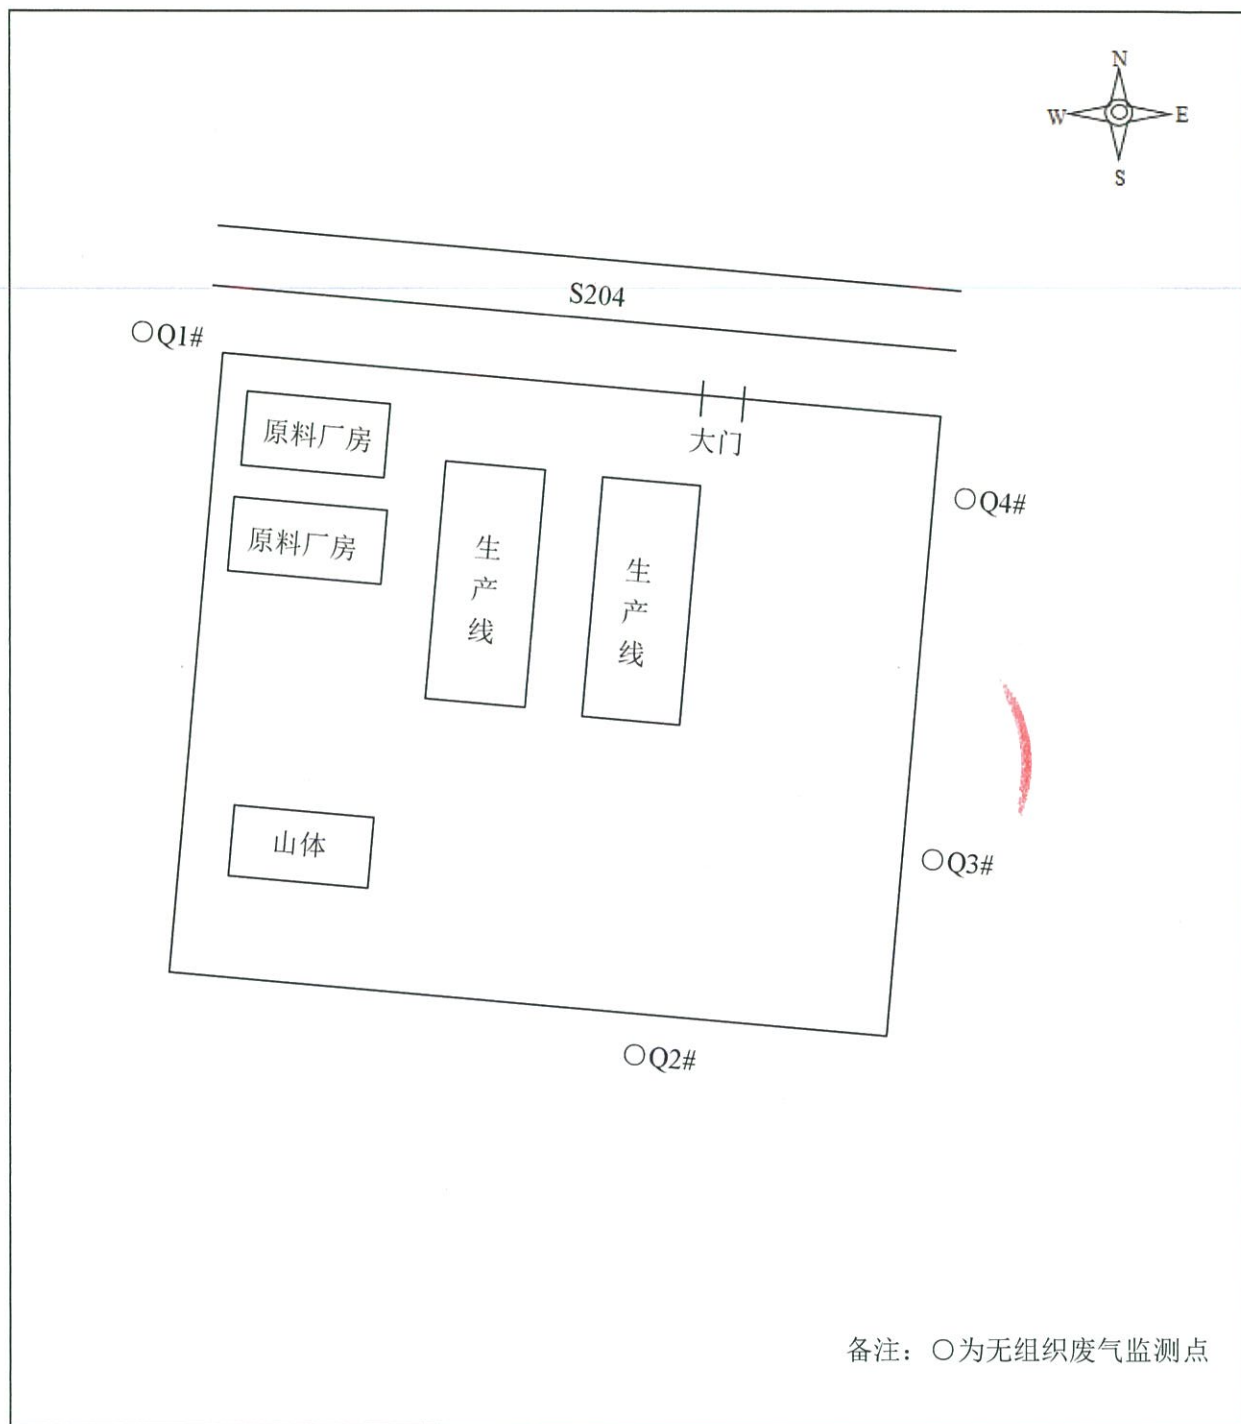 N
W E
S
S204
○Q1#
原料厂房
大门
○Q4#
原料厂房
生产线
生产线
山体
○Q3#
○Q2#
备注：○为无组织废气监测点